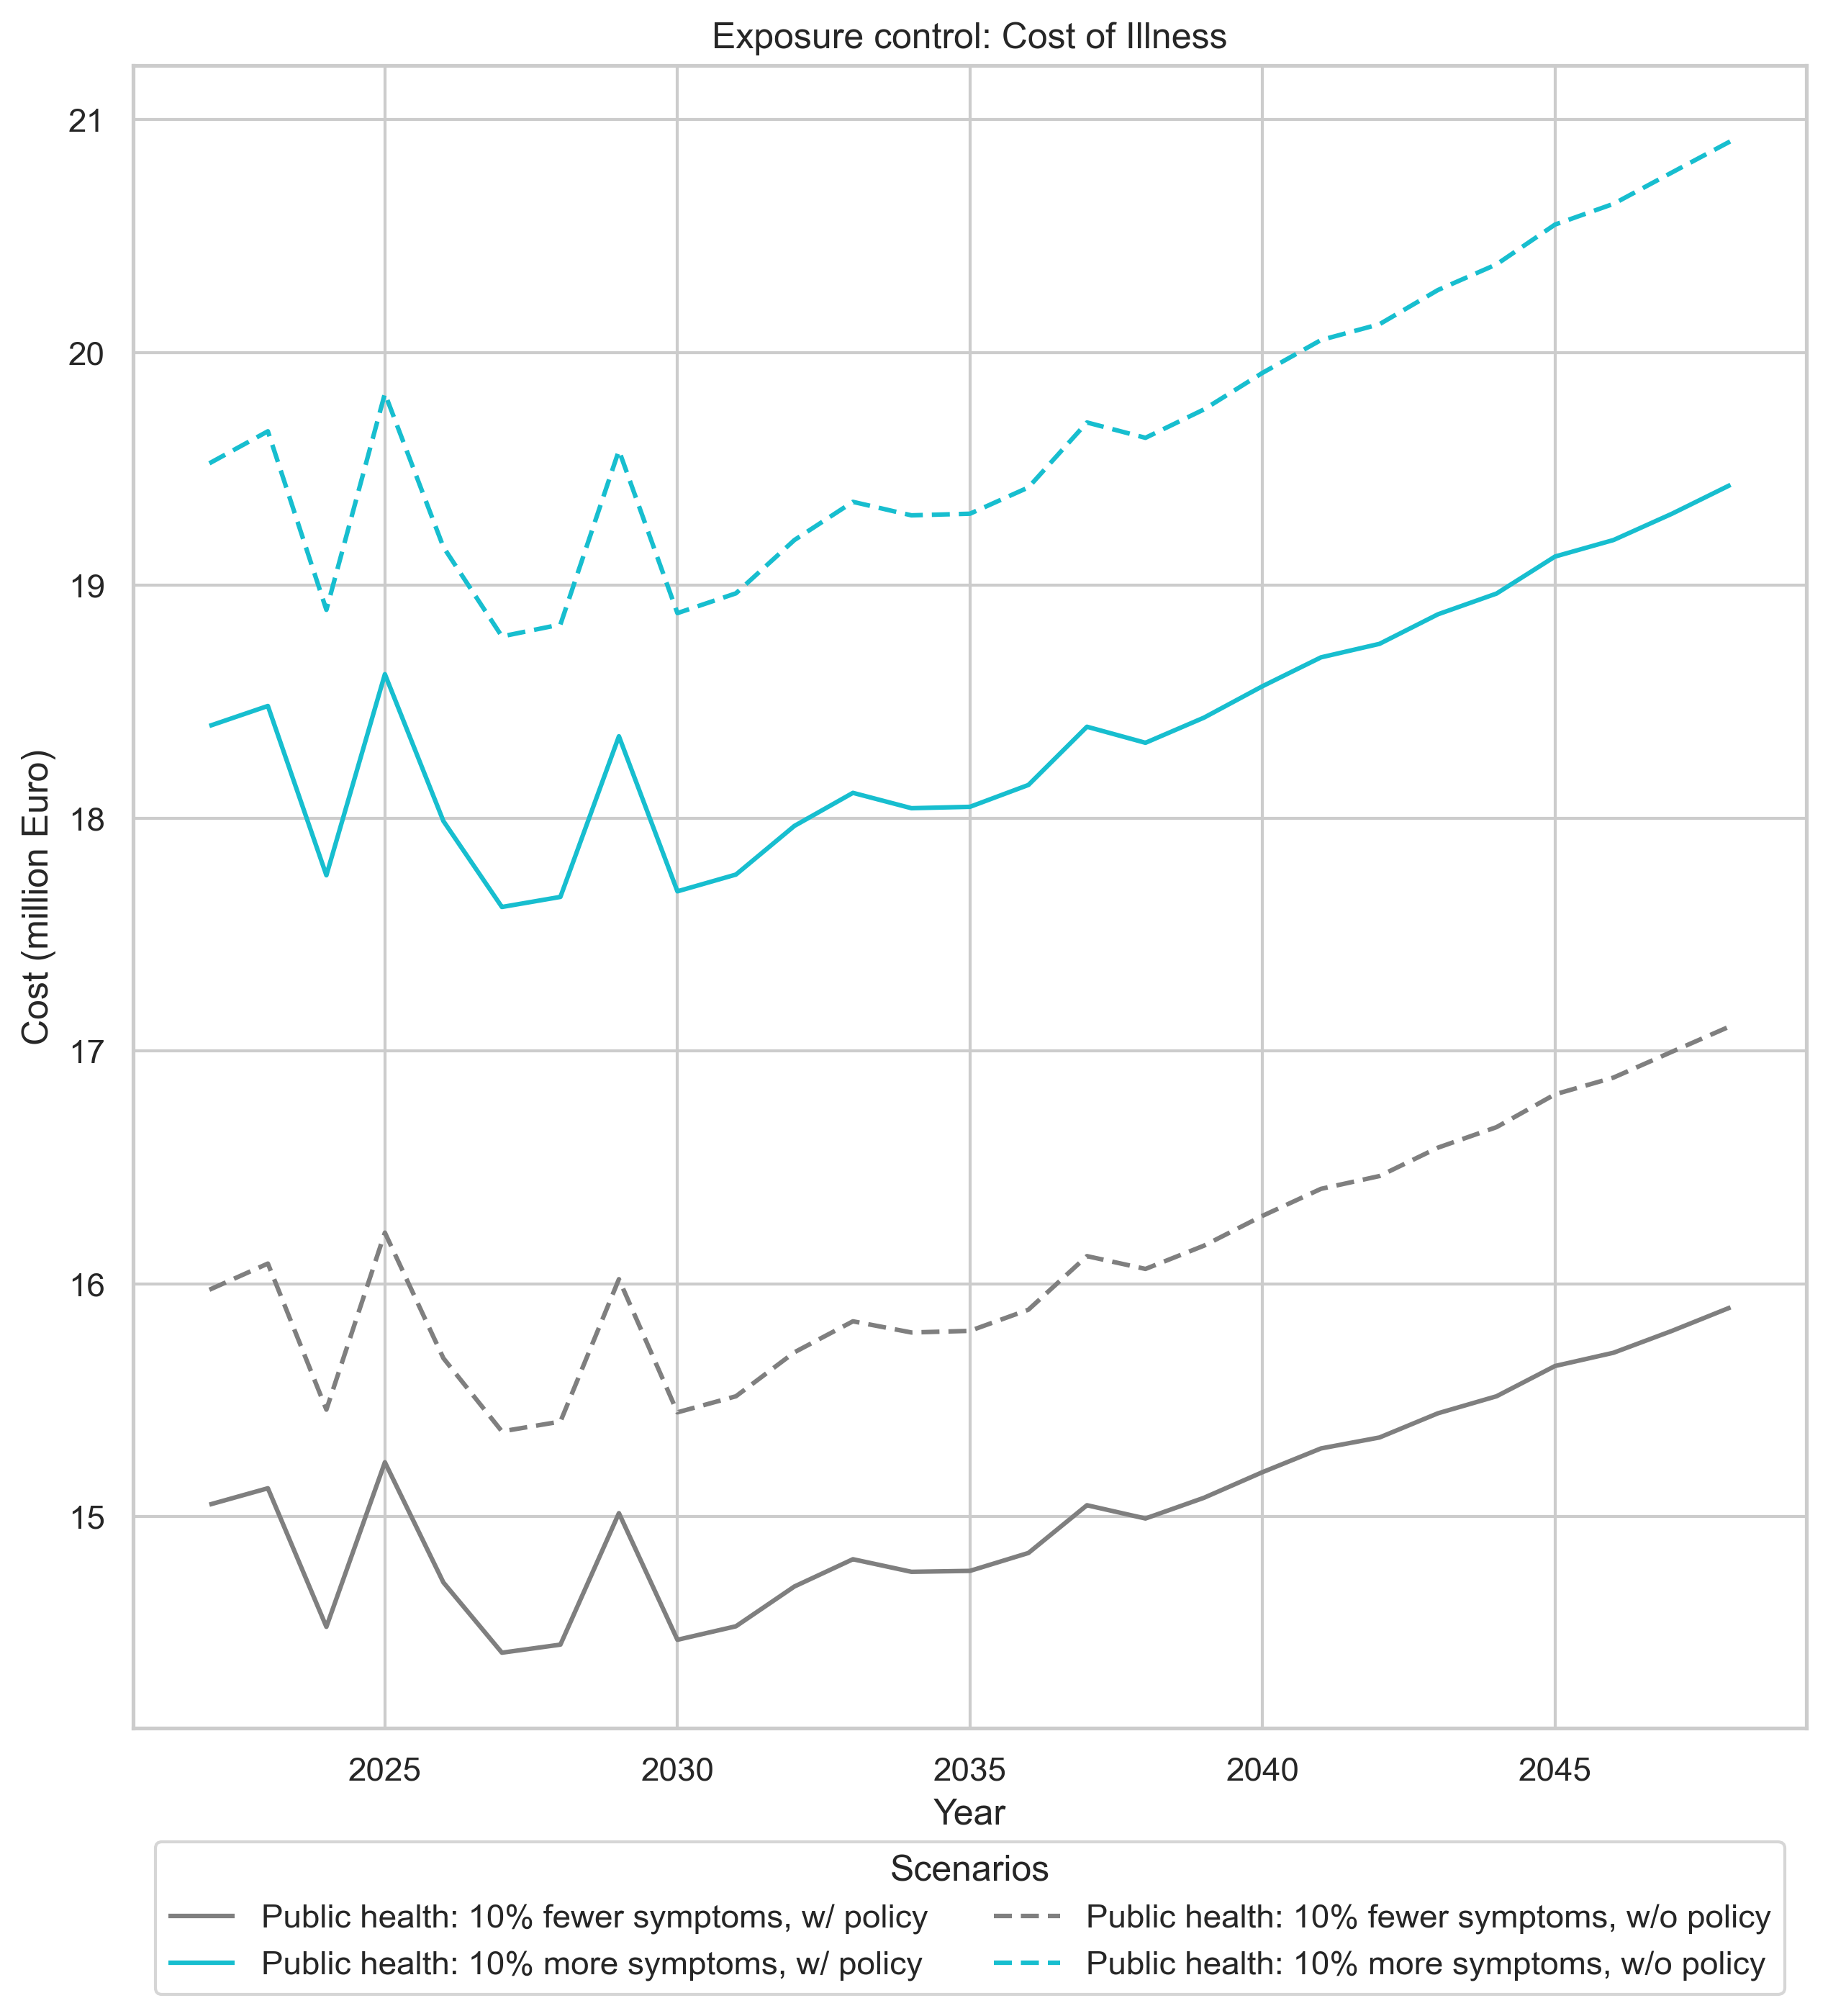 Exposure control: Cost of Illness
21
20
19
18
17
16
15
Cost (million Euro)
2025 2030 2035 2040 2045
Year
Scenarios
Public health: 10% fewer symptoms, w/ policy
Public health: 10% more symptoms, w/ policy
Public health: 10% fewer symptoms, w/o policy
Public health: 10% more symptoms, w/o policy